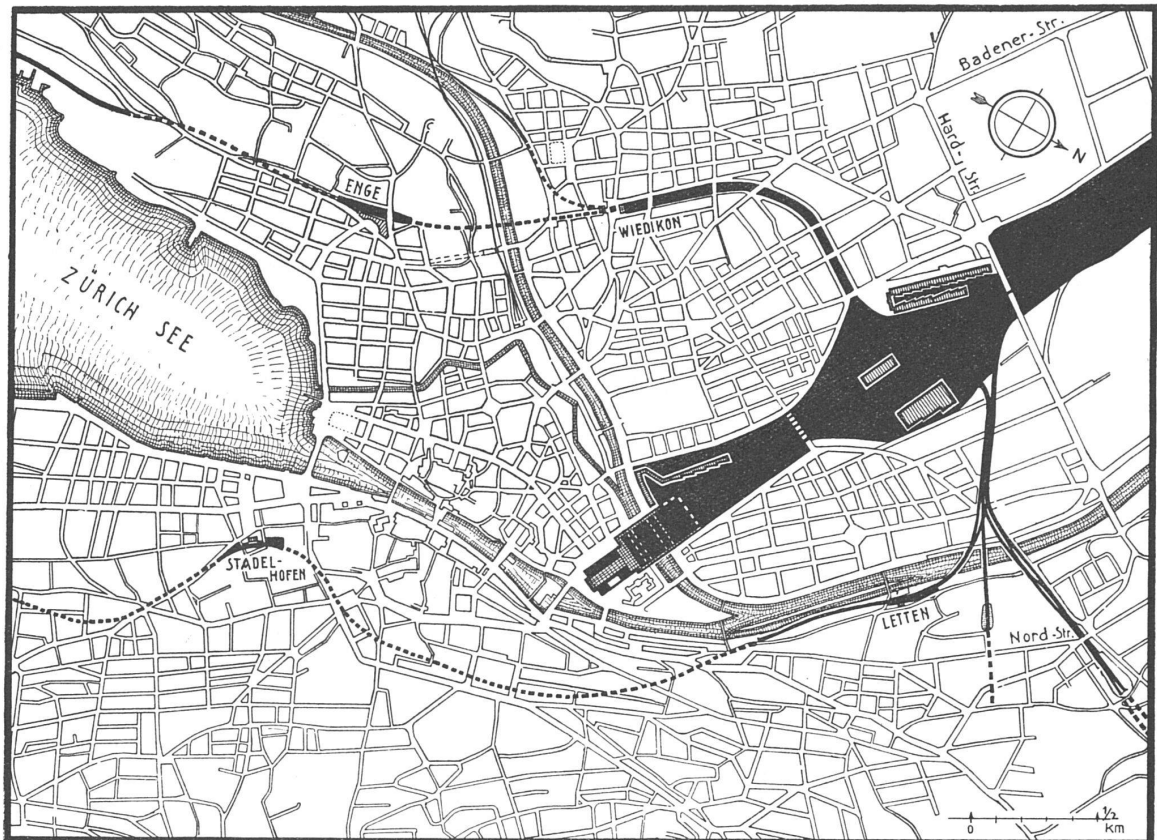 Badener-Str.
Hard-Str.
N
ENGE
WIEDIKON
ZÜRICH SEE
STADEL-
HOFEN
LETTEN
Nord-Str.
0
1/2
Km